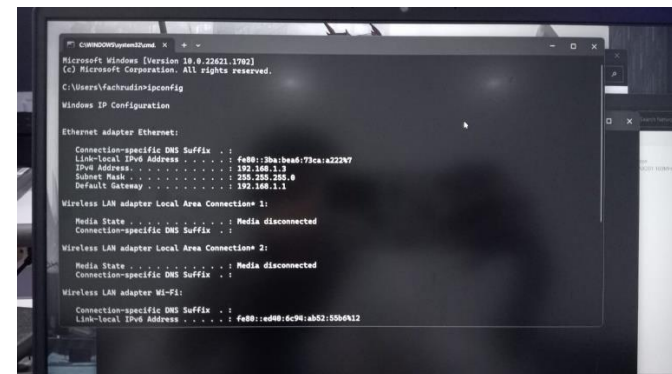 C:\WINDOWS\system32\cmd.
Microsoft Windows [Version 10.0.22621.1702]
(c) Microsoft Corporation. All rights reserved.
C:\Users\fachrudin>ipconfig
Windows IP Configuration
Ethernet adapter Ethernet:
Connection-specific DNS Suffix . :
Link-local IPv6 Address . . . . . : fe80::3ba:bea6:73ca:a222%7
IPv4 Address. . . . . . . . . . . : 192.168.1.3
Subnet Mask . . . . . . . . . . . : 255.255.255.0
Default Gateway . . . . . . . . . : 192.168.1.1
Wireless LAN adapter Local Area Connection* 1:
Media State . . . . . . . . . . . : Media disconnected
Connection-specific DNS Suffix . :
Wireless LAN adapter Local Area Connection* 2:
Media State . . . . . . . . . . . : Media disconnected
Connection-specific DNS Suffix . :
Wireless LAN adapter Wi-Fi:
Connection-specific DNS Suffix . :
Link-local IPv6 Address . . . . . : fe80::ed40:6c94:ab52:55b6%12